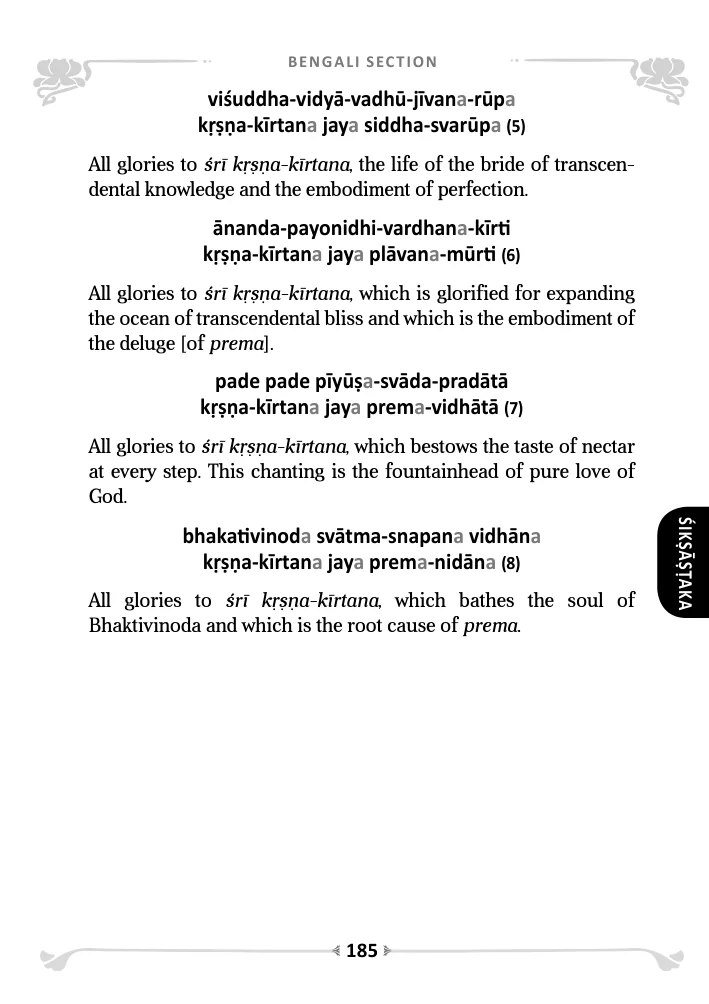 BENGALI SECTION
viśuddha-vidyā-vadhū-jīvana-rūpa
kṛṣṇa-kīrtana jaya siddha-svarūpa (5)
All glories to śrī kṛṣṇa-kīrtana, the life of the bride of transcen-
dental knowledge and the embodiment of perfection.
ānanda-payonidhi-vardhana-kīrti
kṛṣṇa-kīrtana jaya plāvana-mūrti (6)
All glories to śrī kṛṣṇa-kīrtana, which is glorified for expanding
the ocean of transcendental bliss and which is the embodiment of
the deluge [of prema].
pade pade pīyūṣa-svāda-pradātā
kṛṣṇa-kīrtana jaya prema-vidhātā (7)
All glories to śrī kṛṣṇa-kīrtana, which bestows the taste of nectar
at every step. This chanting is the fountainhead of pure love of
God.
bhakativinoda svātma-snapana vidhāna
kṛṣṇa-kīrtana jaya prema-nidāna (8)
All glories to śrī kṛṣṇa-kīrtana, which bathes the soul of
Bhaktivinoda and which is the root cause of prema.
ŚIKṢĀṢṬAKA
185